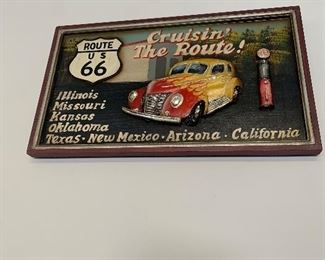 Cruisin'
The Route!
ROUTE
US
66
Illinois
Missouri
Kansas
Oklahoma
Texas · New Mexico · Arizona · California